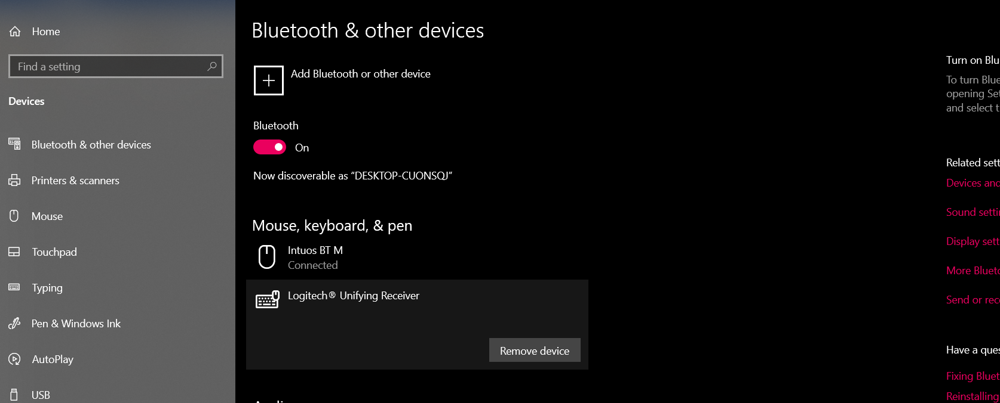 Home
Find a setting
Devices
Bluetooth & other devices
Printers & scanners
Mouse
Touchpad
Typing
Pen & Windows Ink
AutoPlay
USB
Bluetooth & other devices
Add Bluetooth or other device
Bluetooth
On
Now discoverable as “DESKTOP-CUONSQJ”
Mouse, keyboard, & pen
Intuos BT M
Connected
Logitech® Unifying Receiver
Remove device
Turn on Blu
To turn Blue
opening Set
and select t
Related sett
Devices and
Sound settin
Display sett
More Blueto
Send or rece
Have a ques
Fixing Bluet
Reinstalling